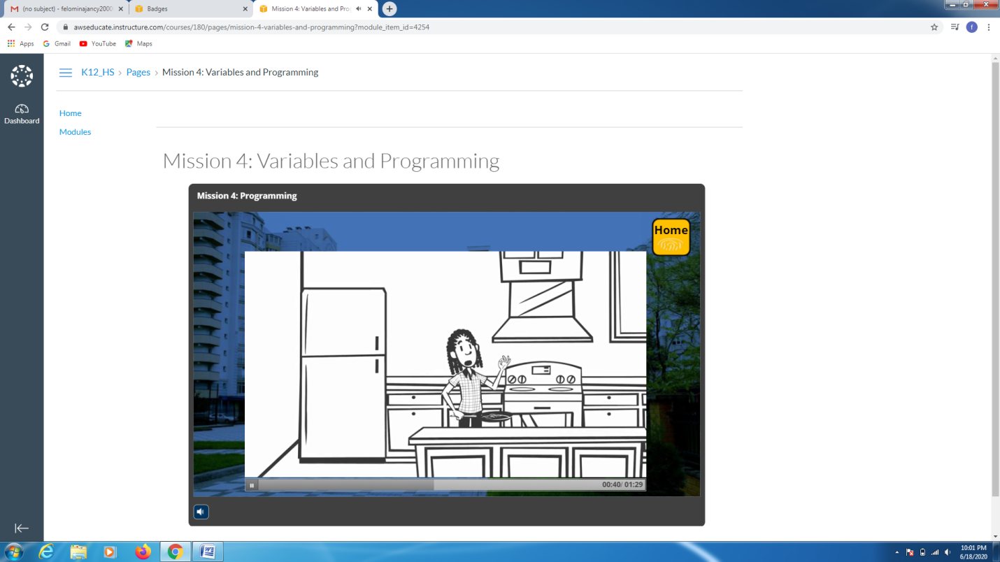 (no subject) - felominajancy2000
Badges
Mission 4: Variables and Pro
awseducate.instructure.com/courses/180/pages/mission-4-variables-and-programming?module_item_id=4254
f
Apps
Gmail
YouTube
Maps
K12_HS › Pages › Mission 4: Variables and Programming
Dashboard
Home
Modules
Mission 4: Variables and Programming
Mission 4: Programming
Home
00:40/ 01:29
10:01 PM
6/18/2020